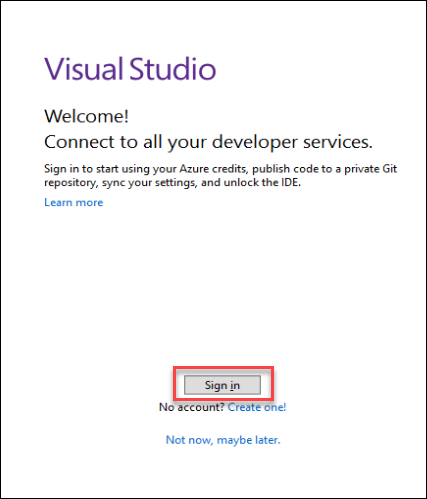 Visual Studio
Welcome!
Connect to all your developer services.
Sign in to start using your Azure credits, publish code to a private Git
repository, sync your settings, and unlock the IDE.
Learn more
Sign in
No account? Create one!
Not now, maybe later.